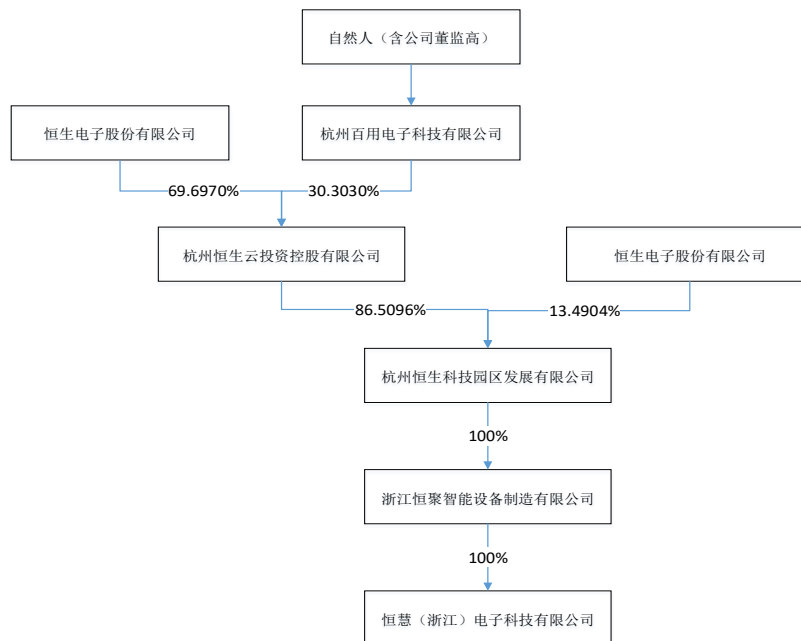 自然人（含公司董监高）
恒生电子股份有限公司
杭州百用电子科技有限公司
69.6970%
30.3030%
杭州恒生云投资控股有限公司
恒生电子股份有限公司
86.5096%
13.4904%
杭州恒生科技园区发展有限公司
100%
浙江恒聚智能设备制造有限公司
100%
恒慧（浙江）电子科技有限公司